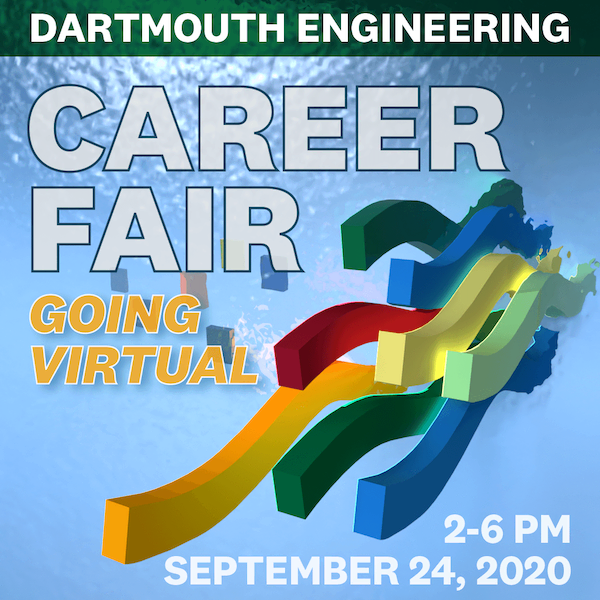 DARTMOUTH ENGINEERING
CAREER
FAIR
GOING
VIRTUAL
2-6 PM
SEPTEMBER 24, 2020